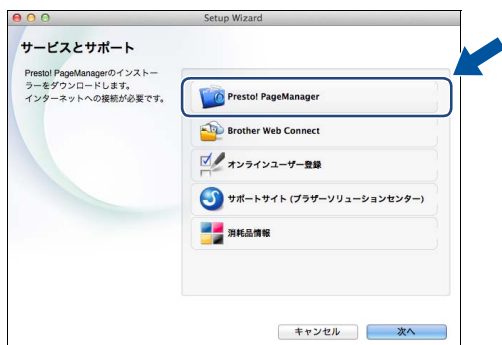 Setup Wizard
サービスとサポート
Presto! PageManagerのインストー
ラーをダウンロードします。
インターネットへの接続が必要です。
Presto! PageManager
Brother Web Connect
オンラインユーザー登録
サポートサイト (ブラザーソリューションセンター)
消耗品情報
キャンセル
次へ